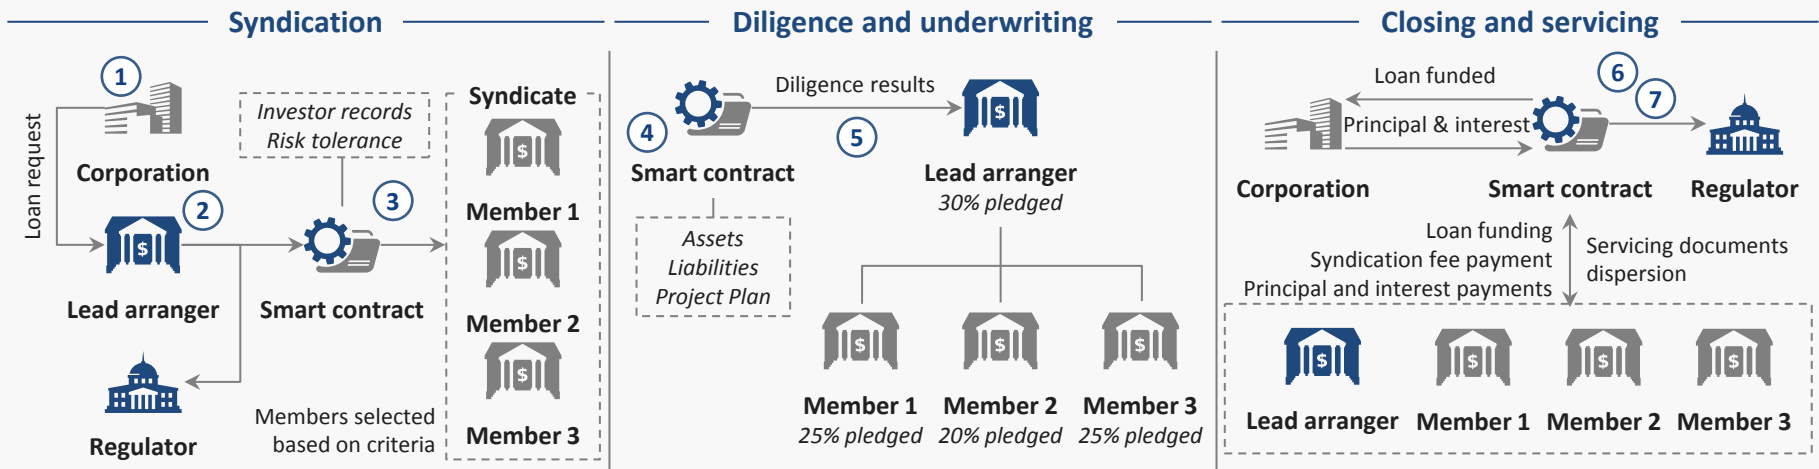 Syndication
1
Loan request
Corporation
2
Lead arranger
Regulator
Investor records
Risk tolerance
3
Smart contract
Members selected
based on criteria
Syndicate
$
Member 1
$
Member 2
$
Member 3
$
Diligence and underwriting
4
Smart contract
Assets
Liabilities
Project Plan
Diligence results
5
$
Lead arranger
30% pledged
$ $ $
Member 1 Member 2 Member 3
25% pledged 20% pledged 25% pledged
Closing and servicing
Loan funded
6
7
Principal & interest
Corporation Smart contract Regulator
Loan funding
Syndication fee payment
Principal and interest payments
Servicing documents
dispersion
$ $ $ $
Lead arranger Member 1 Member 2 Member 3